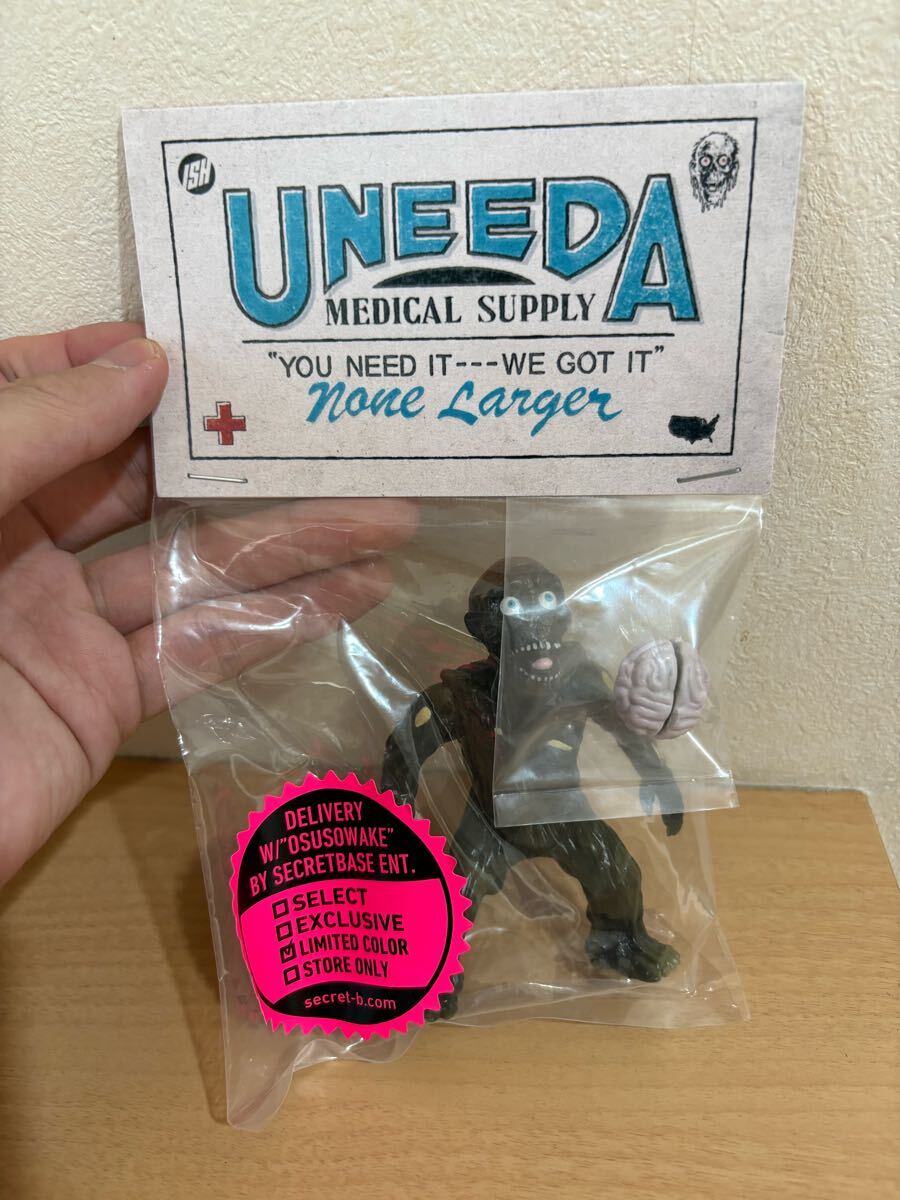 ISH
UNEEDA
MEDICAL SUPPLY
"YOU NEED IT---WE GOT IT"
None Larger
DELIVERY
W/"OSUSOWAKE"
BY SECRETBASE ENT.
SELECT
EXCLUSIVE
LIMITED COLOR
STORE ONLY
secret-b.com